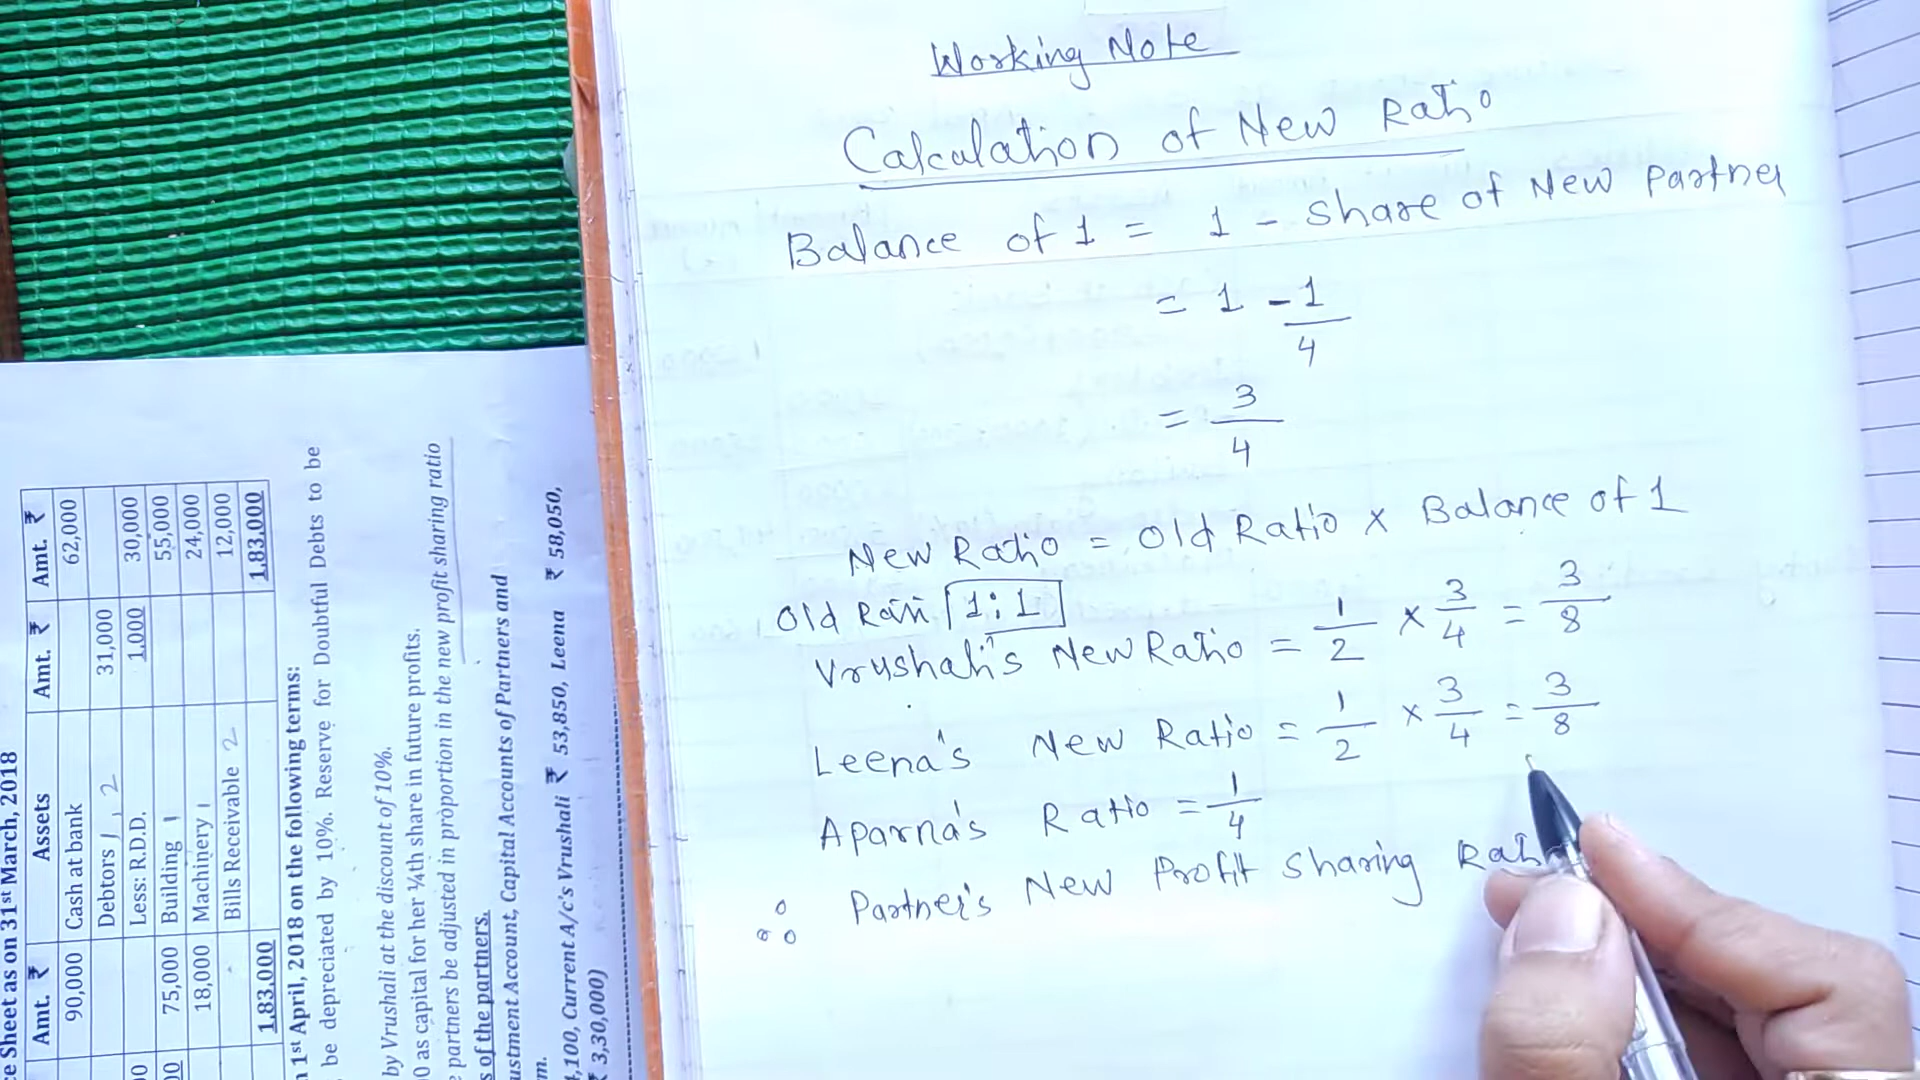 Working Note
Calculation of New Ratio
Balance of 1 = 1 - Share of New Partner
= 1 - 1/4
= 3/4
New Ratio = Old Ratio × Balance of 1
Old Ratio 1:1
Vrushali's New Ratio = 1/2 × 3/4 = 3/8
Leena's New Ratio = 1/2 × 3/4 = 3/8
Aparna's Ratio = 1/4
∴ Partner's New Profit Sharing
Sheet as on 31st March, 2018
Amt. ₹ Assets Amt. ₹ Amt. ₹
90,000 Cash at bank 62,000
Debtors 1, 2 31,000
Less: R.D.D. 1,000 30,000
75,000 Building 1 55,000
18,000 Machinery 1 24,000
Bills Receivable 2 12,000
1,83,000 1,83,000
1st April, 2018 on the following terms:
be depreciated by 10%. Reserve for Doubtful Debts to be
by Vrushali at the discount of 10%.
0 as capital for her ¼th share in future profits.
partners be adjusted in proportion in the new profit sharing ratio
s of the partners.
ustment Account, Capital Accounts of Partners and
m.
,100, Current A/c's Vrushali ₹ 53,850, Leena ₹ 58,050,
₹ 3,30,000)